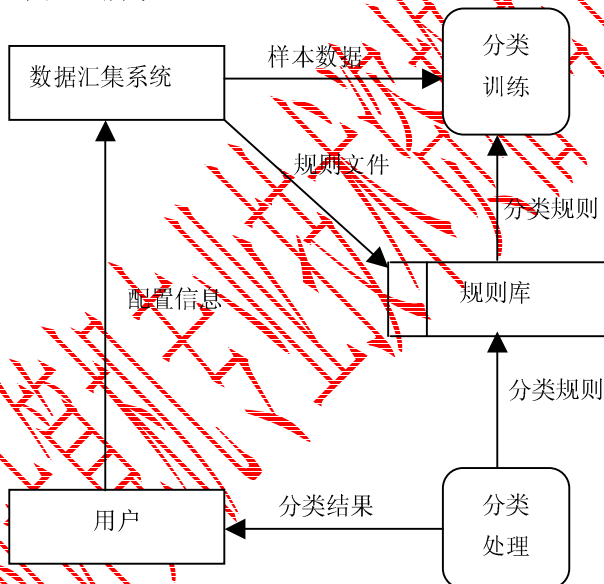 分类
训练
样本数据
数据汇集系统
规则文件
分类规则
规则库
配置信息
分类规则
分类结果
分类
处理
用户